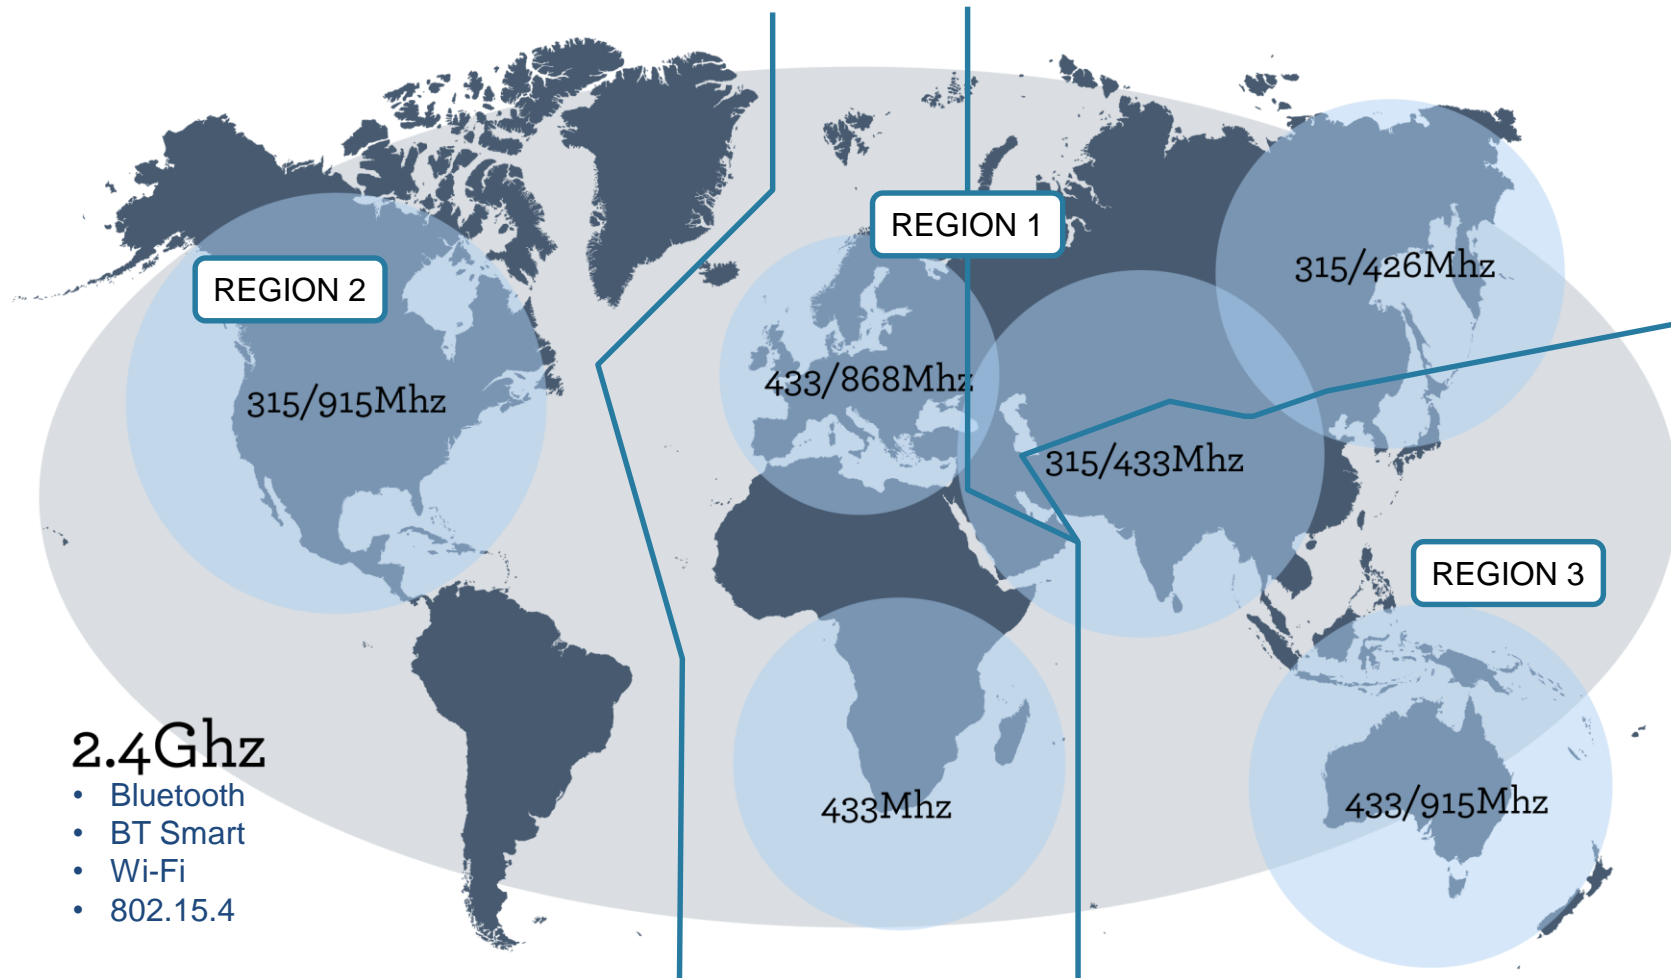 REGION 1
REGION 2
315/426Mhz
433/868Mhz
315/915Mhz
315/433Mhz
REGION 3
2.4Ghz
• Bluetooth
• BT Smart
• Wi-Fi
• 802.15.4
433Mhz
433/915Mhz